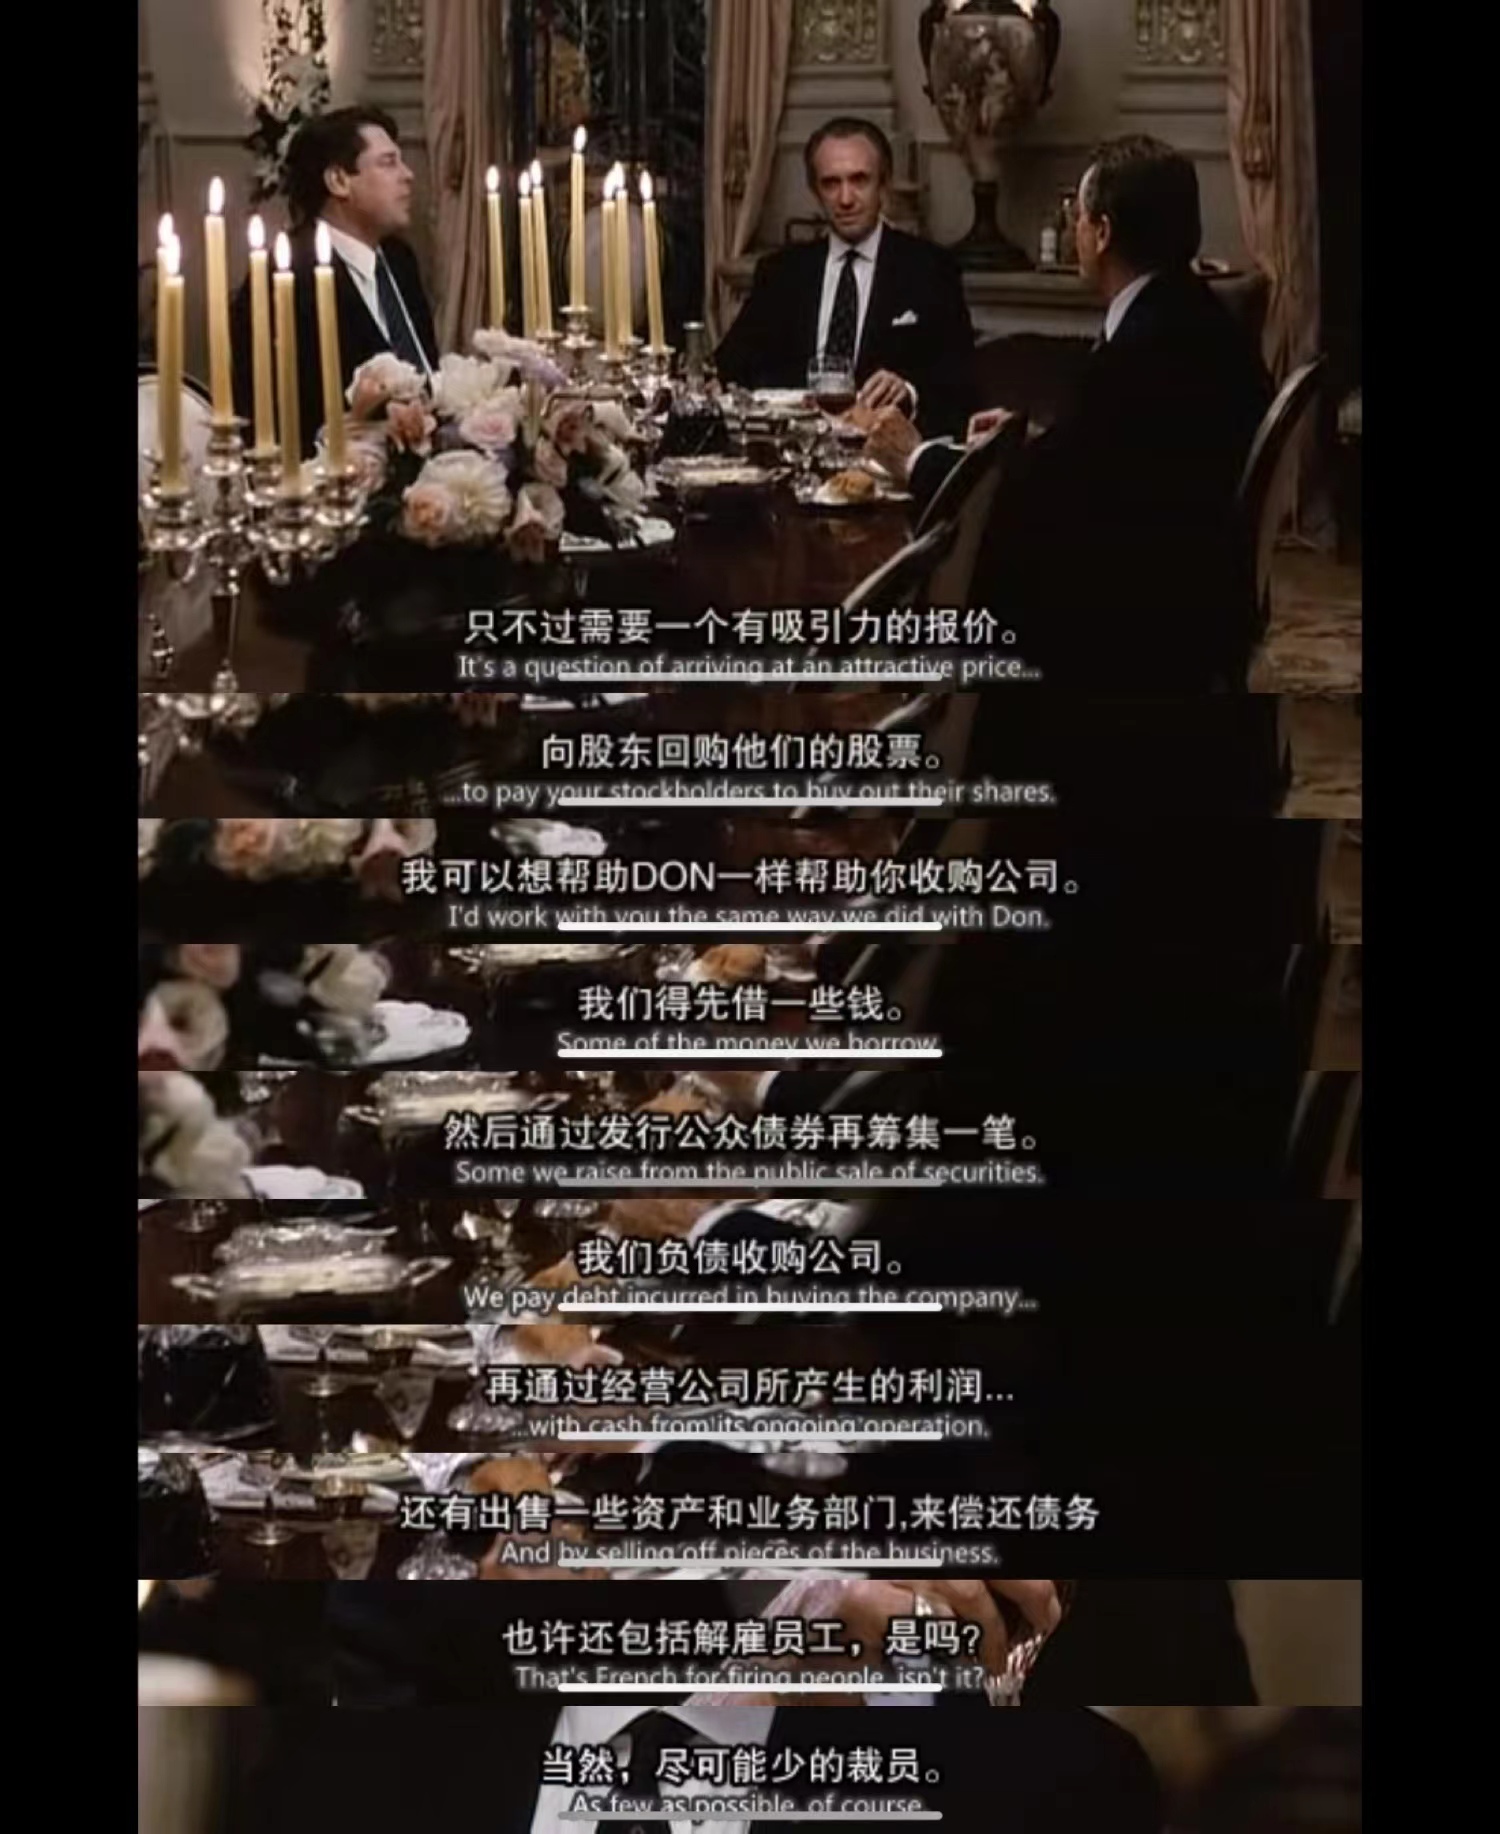 只不过需要一个有吸引力的报价。
It's a question of arriving at an attractive price...
向股东回购他们的股票。
...to pay your stockholders to buy out their shares.
我可以想帮助DON一样帮助你收购公司。
I'd work with you the same way we did with Don.
我们得先借一些钱。
Some of the money we borrow.
然后通过发行公众债券再筹集一笔。
Some we raise from the public sale of securities.
我们负债收购公司。
We pay debt incurred in buying the company...
再通过经营公司所产生的利润...
...with cash from its ongoing operation.
还有出售一些资产和业务部门,来偿还债务
And by selling off pieces of the business.
也许还包括解雇员工，是吗?
That's French for firing people, isn't it?
当然，尽可能少的裁员。
As few as possible, of course.